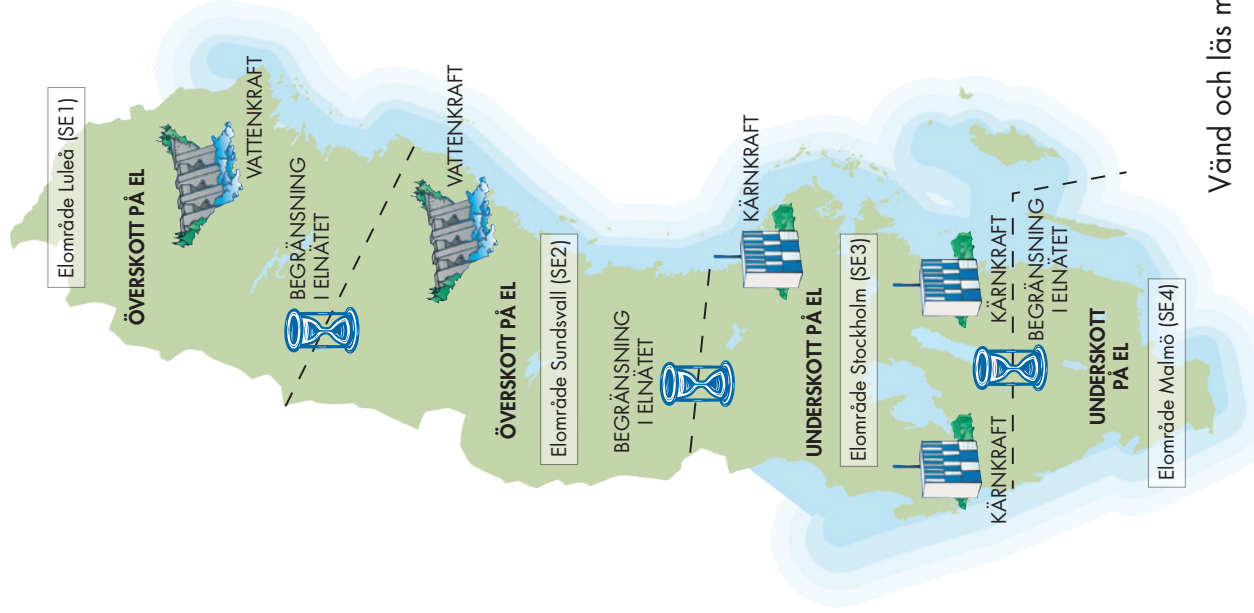 Elområde Luleå (SE1)
ÖVERSKOTT PÅ EL
VATTENKRAFT
BEGRÄNSNING
I ELNÄTET
VATTENKRAFT
ÖVERSKOTT PÅ EL
Elområde Sundsvall (SE2)
BEGRÄNSNING
I ELNÄTET
KÄRNKRAFT
UNDERSKOTT PÅ EL
Elområde Stockholm (SE3)
KÄRNKRAFT
KÄRNKRAFT
BEGRÄNSNING
I ELNÄTET
UNDERSKOTT
PÅ EL
Elområde Malmö (SE4)
Vänd och läs m